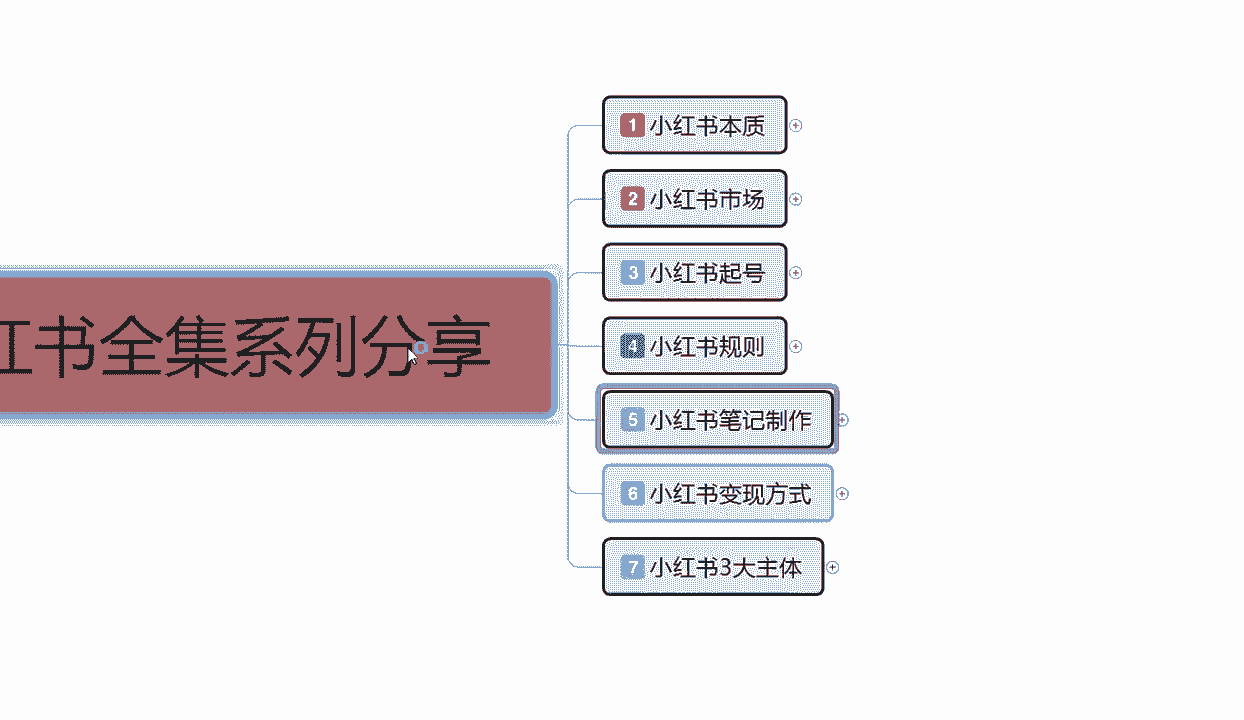 红书全集系列分享
1 小红书本质
2 小红书市场
3 小红书起号
4 小红书规则
5 小红书笔记制作
6 小红书变现方式
7 小红书3大主体